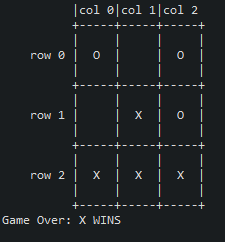 |col 0|col 1|col 2
+-----+-----+-----+
|     |     |     |
row 0 |  O  |     |  O  |
|     |     |     |
+-----+-----+-----+
|     |     |     |
row 1 |     |  X  |  O  |
|     |     |     |
+-----+-----+-----+
|     |     |     |
row 2 |  X  |  X  |  X  |
|     |     |     |
+-----+-----+-----+
Game Over: X WINS